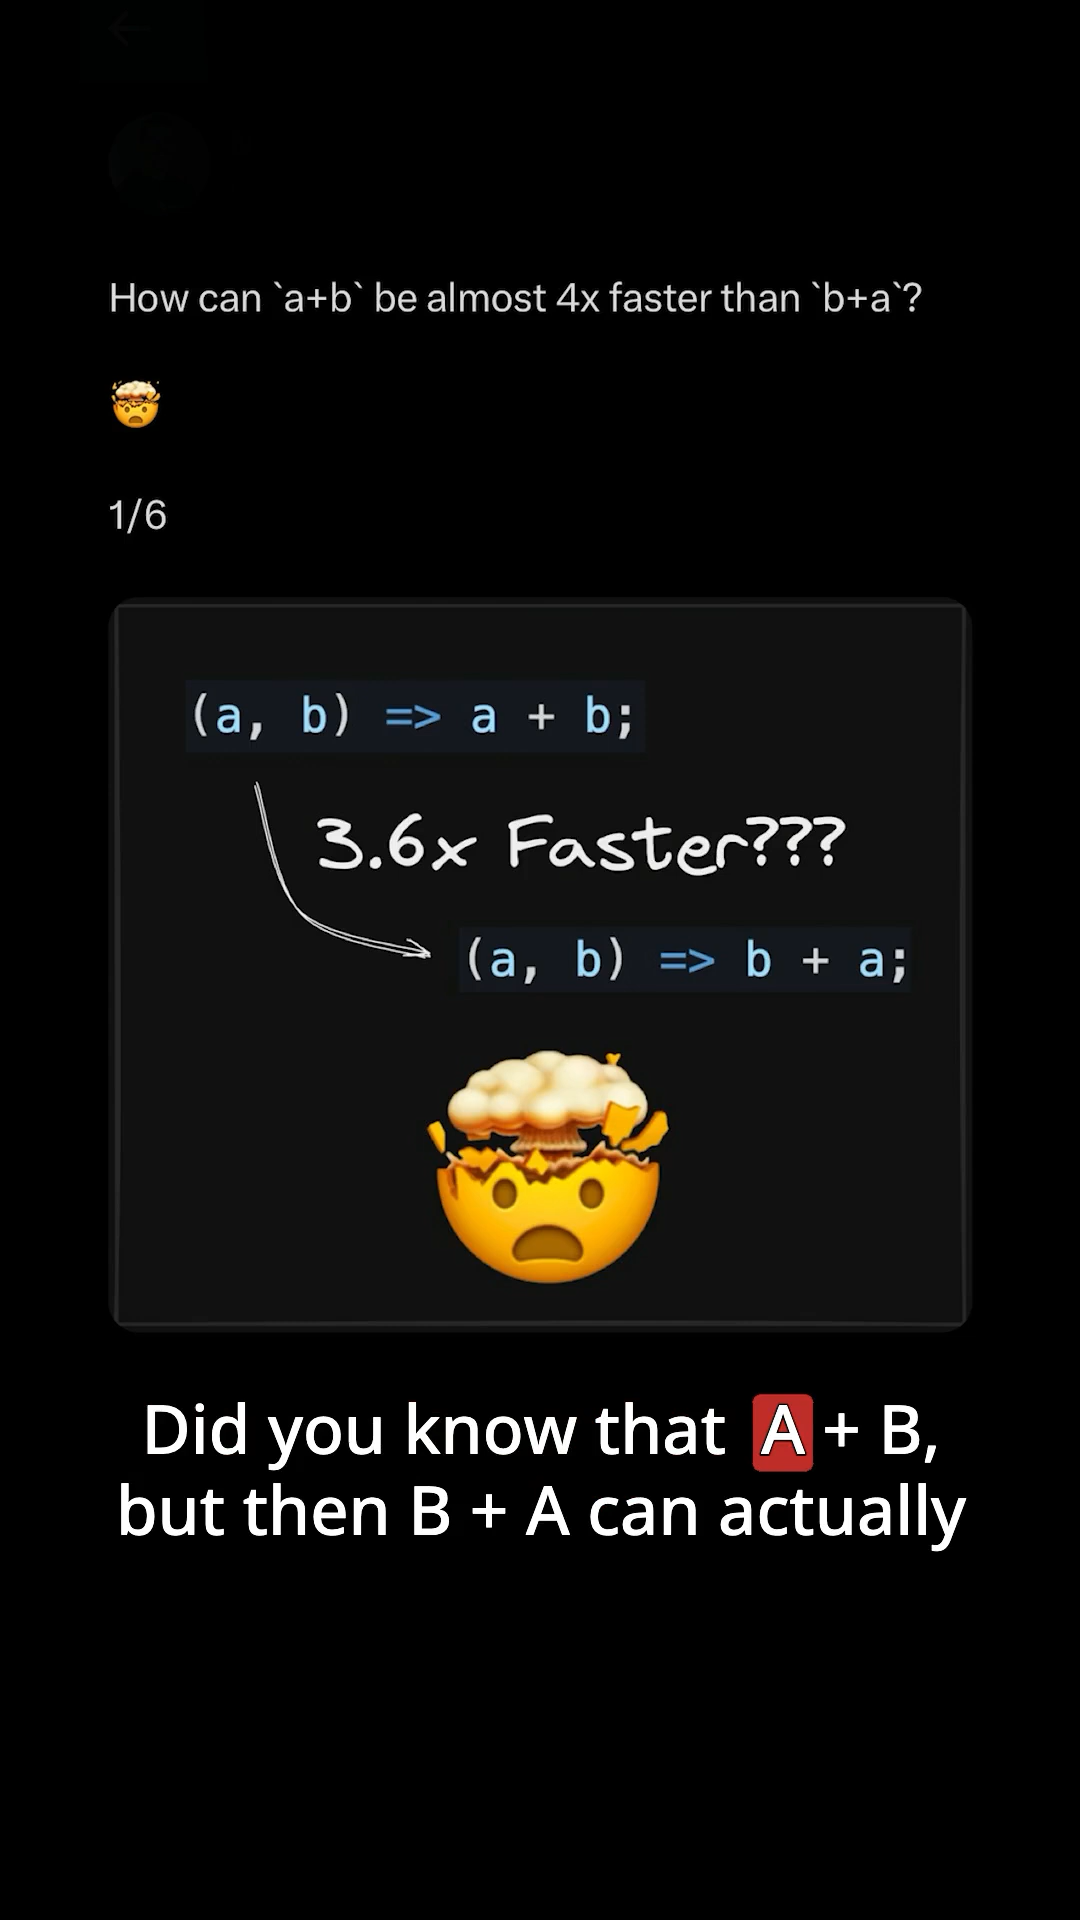 How can `a+b` be almost 4x faster than `b+a`?
🤯
1/6
(a, b) => a + b;
3.6x Faster???
(a, b) => b + a;
Did you know that A + B,
but then B + A can actually